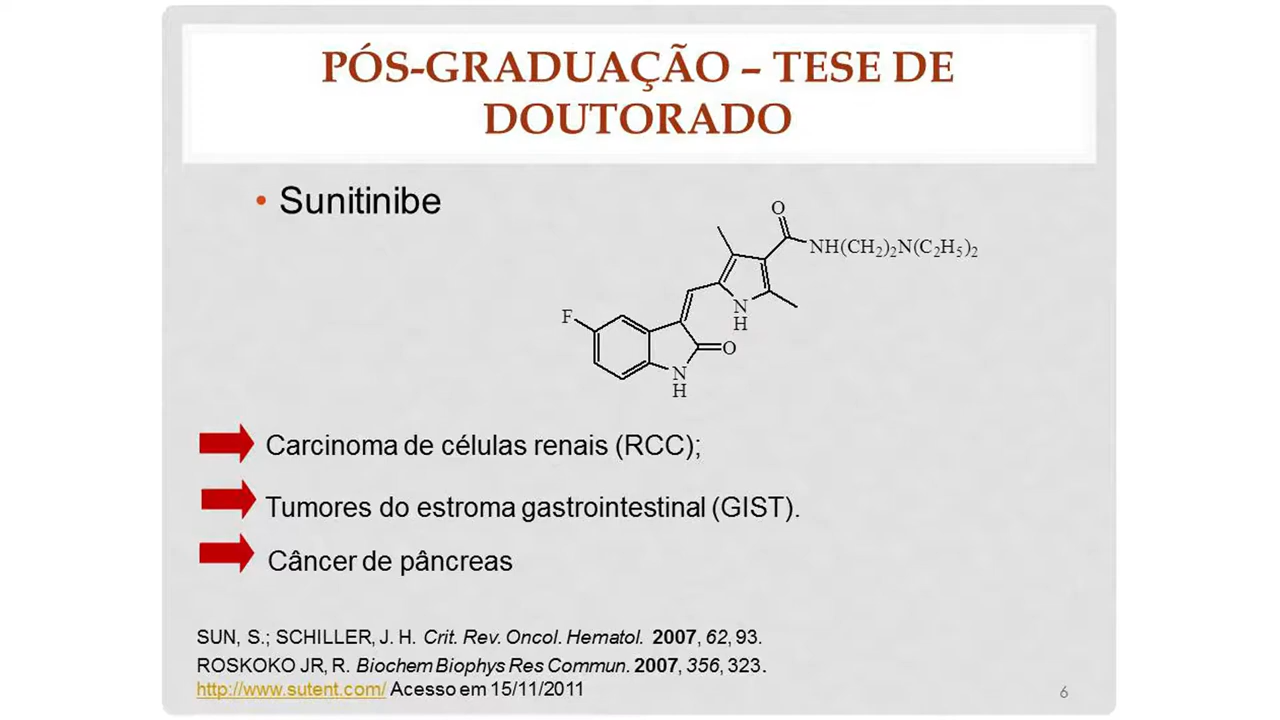 PÓS-GRADUAÇÃO – TESE DE
DOUTORADO
• Sunitinibe
O
NH(CH₂)₂N(C₂H₅)₂
N
H
F
O
N
H
Carcinoma de células renais (RCC);
Tumores do estroma gastrointestinal (GIST).
Câncer de pâncreas
SUN, S.; SCHILLER, J. H. Crit. Rev. Oncol. Hematol. 2007, 62, 93.
ROSKOKO JR, R. Biochem Biophys Res Commun. 2007, 356, 323.
http://www.sutent.com/ Acesso em 15/11/2011
6